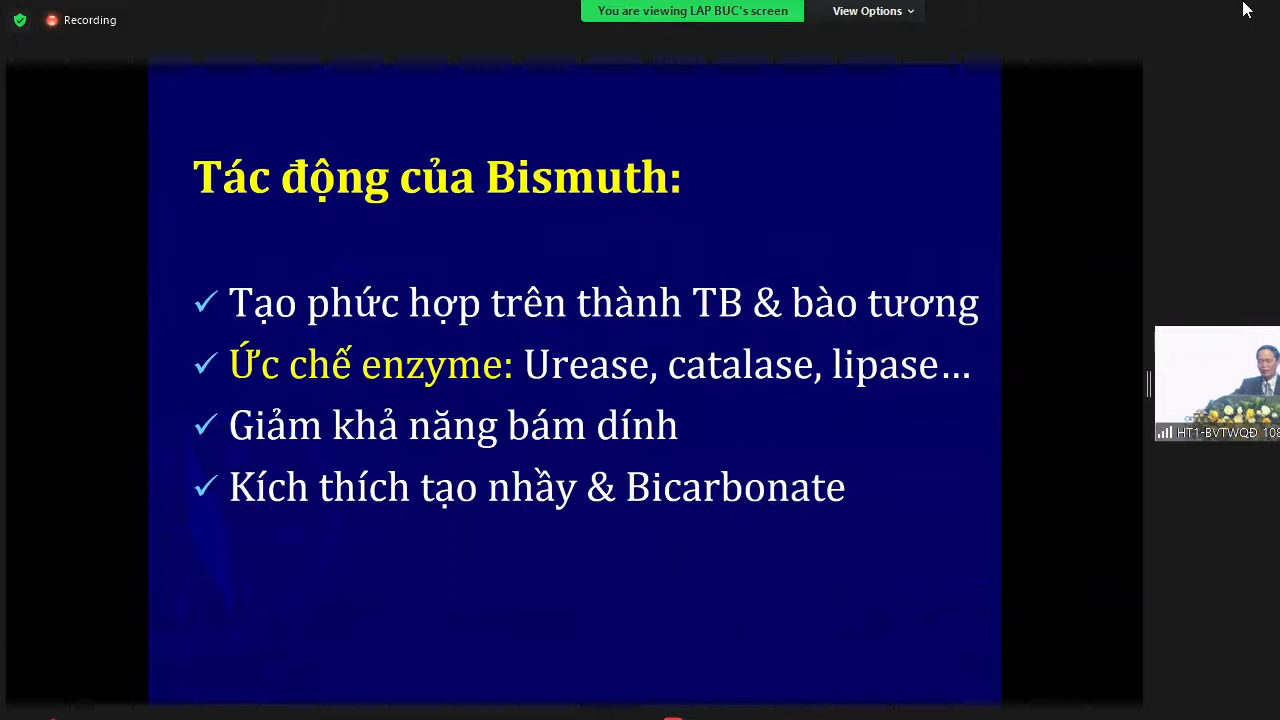 Recording
You are viewing LAP BUC's screen
View Options
Tác động của Bismuth:
Tạo phức hợp trên thành TB & bào tương
Ức chế enzyme: Urease, catalase, lipase...
Giảm khả năng bám dính
Kích thích tạo nhầy & Bicarbonate
HT1-BVTWQĐ 108